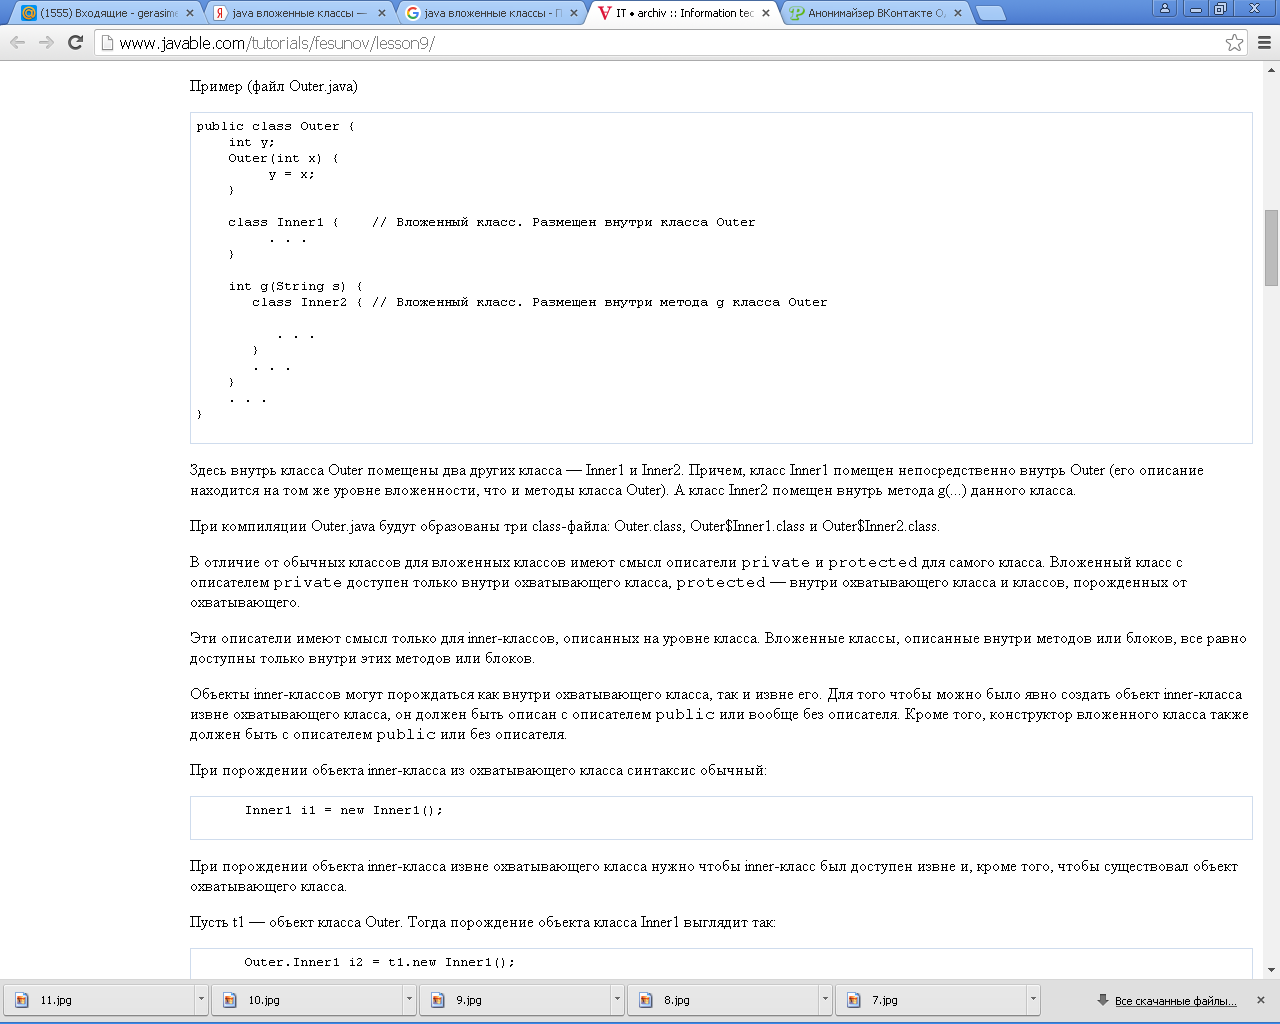 (1555) Входящие - gerasime
java вложенные классы —
java вложенные классы - П
IT • archiv :: Information tec
Анонимайзер ВКонтакте О
www.javable.com/tutorials/fesunov/lesson9/
Пример (файл Outer.java)
public class Outer {
int y;
Outer(int x) {
y = x;
}
class Inner1 { // Вложенный класс. Размещен внутри класса Outer
. . .
}
int g(String s) {
class Inner2 { // Вложенный класс. Размещен внутри метода g класса Outer
. . .
}
. . .
}
. . .
}
Здесь внутрь класса Outer помещены два других класса — Inner1 и Inner2. Причем, класс Inner1 помещен непосредственно внутрь Outer (его описание
находится на том же уровне вложенности, что и методы класса Outer). А класс Inner2 помещен внутрь метода g(...) данного класса.
При компиляции Outer.java будут образованы три class-файла: Outer.class, Outer$Inner1.class и Outer$Inner2.class.
В отличие от обычных классов для вложенных классов имеют смысл описатели private и protected для самого класса. Вложенный класс с
описателем private доступен только внутри охватывающего класса, protected — внутри охватывающего класса и классов, порожденных от
охватывающего.
Эти описатели имеют смысл только для inner-классов, описанных на уровне класса. Вложенные классы, описанные внутри методов или блоков, все равно
доступны только внутри этих методов или блоков.
Объекты inner-классов могут порождаться как внутри охватывающего класса, так и извне его. Для того чтобы можно было явно создать объект inner-класса
извне охватывающего класса, он должен быть описан с описателем public или вообще без описателя. Кроме того, конструктор вложенного класса также
должен быть с описателем public или без описателя.
При порождении объекта inner-класса из охватывающего класса синтаксис обычный:
Inner1 i1 = new Inner1();
При порождении объекта inner-класса извне охватывающего класса нужно чтобы inner-класс был доступен извне и, кроме того, чтобы существовал объект
охватывающего класса.
Пусть t1 — объект класса Outer. Тогда порождение объекта класса Inner1 выглядит так:
Outer.Inner1 i2 = t1.new Inner1();
11.jpg
10.jpg
9.jpg
8.jpg
7.jpg
Все скачанные файлы...